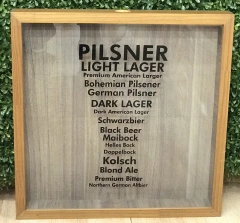 PILSNER
LIGHT LAGER
Premium American Larger
Bohemian Pilsener
German Pilsner
DARK LAGER
Dark American Lager
Schwarzbier
Black Beer
Maibock
Helles Bock
Doppelbock
Kolsch
Blond Ale
Premium Bitter
Northern German Altbier